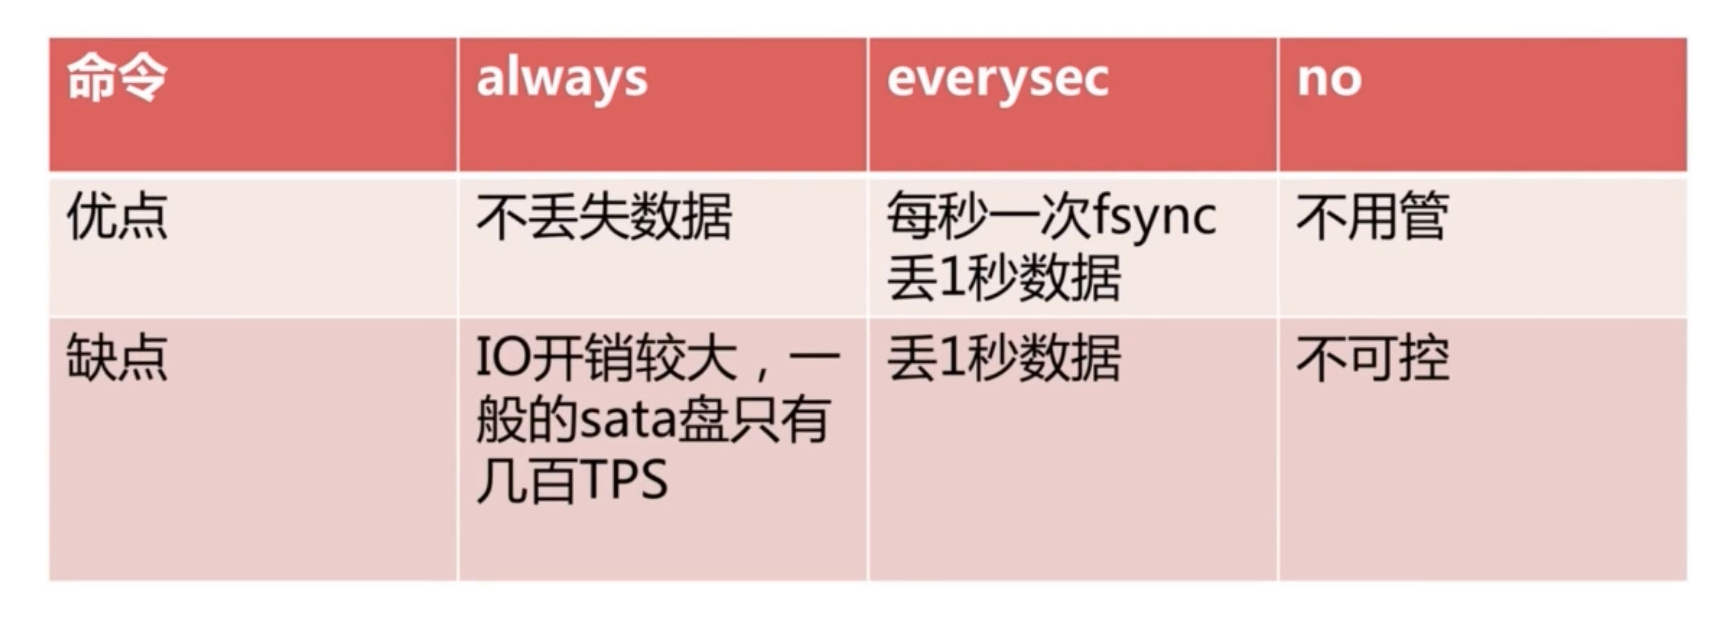 命令 always everysec no
优点 不丢失数据 每秒一次fsync 不用管
丢1秒数据
缺点 IO开销较大，一 丢1秒数据 不可控
般的sata盘只有
几百TPS